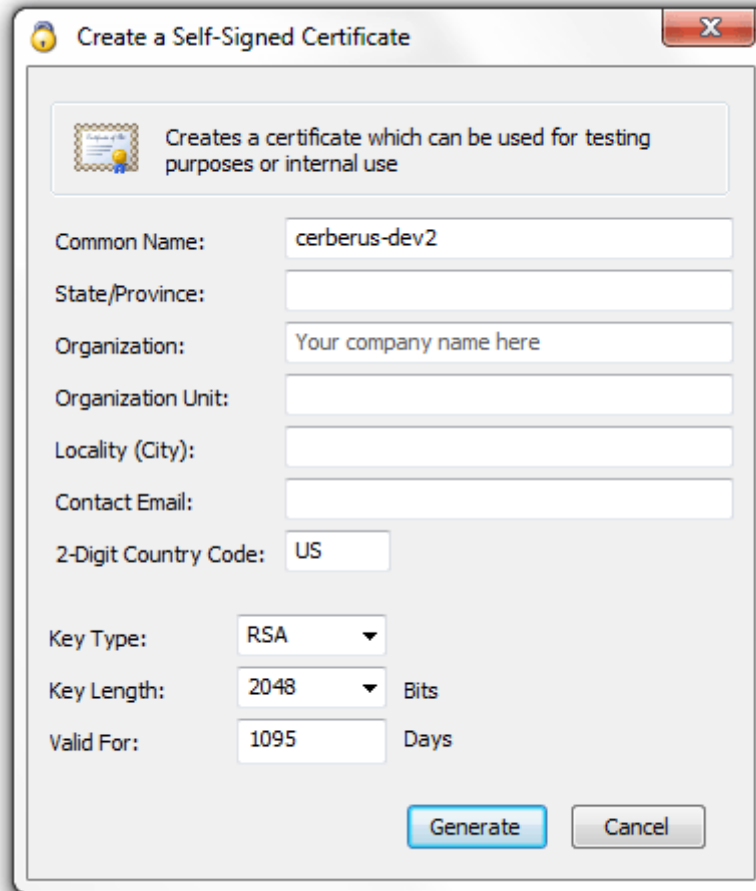 Create a Self-Signed Certificate
Creates a certificate which can be used for testing
purposes or internal use
Common Name: cerberus-dev2
State/Province:
Organization: Your company name here
Organization Unit:
Locality (City):
Contact Email:
2-Digit Country Code: US
Key Type: RSA
Key Length: 2048 Bits
Valid For: 1095 Days
Generate Cancel